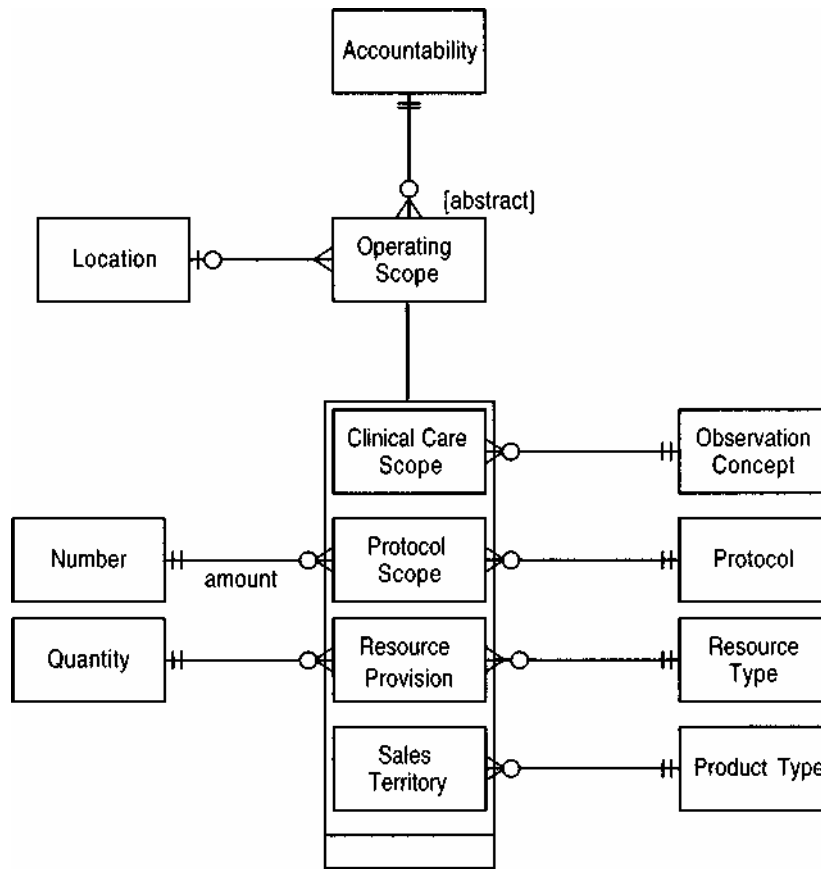 Accountability
[abstract]
Location
Operating
Scope
Clinical Care
Scope
Observation
Concept
Number
amount
Protocol
Scope
Protocol
Quantity
Resource
Provision
Resource
Type
Sales
Territory
Product Type